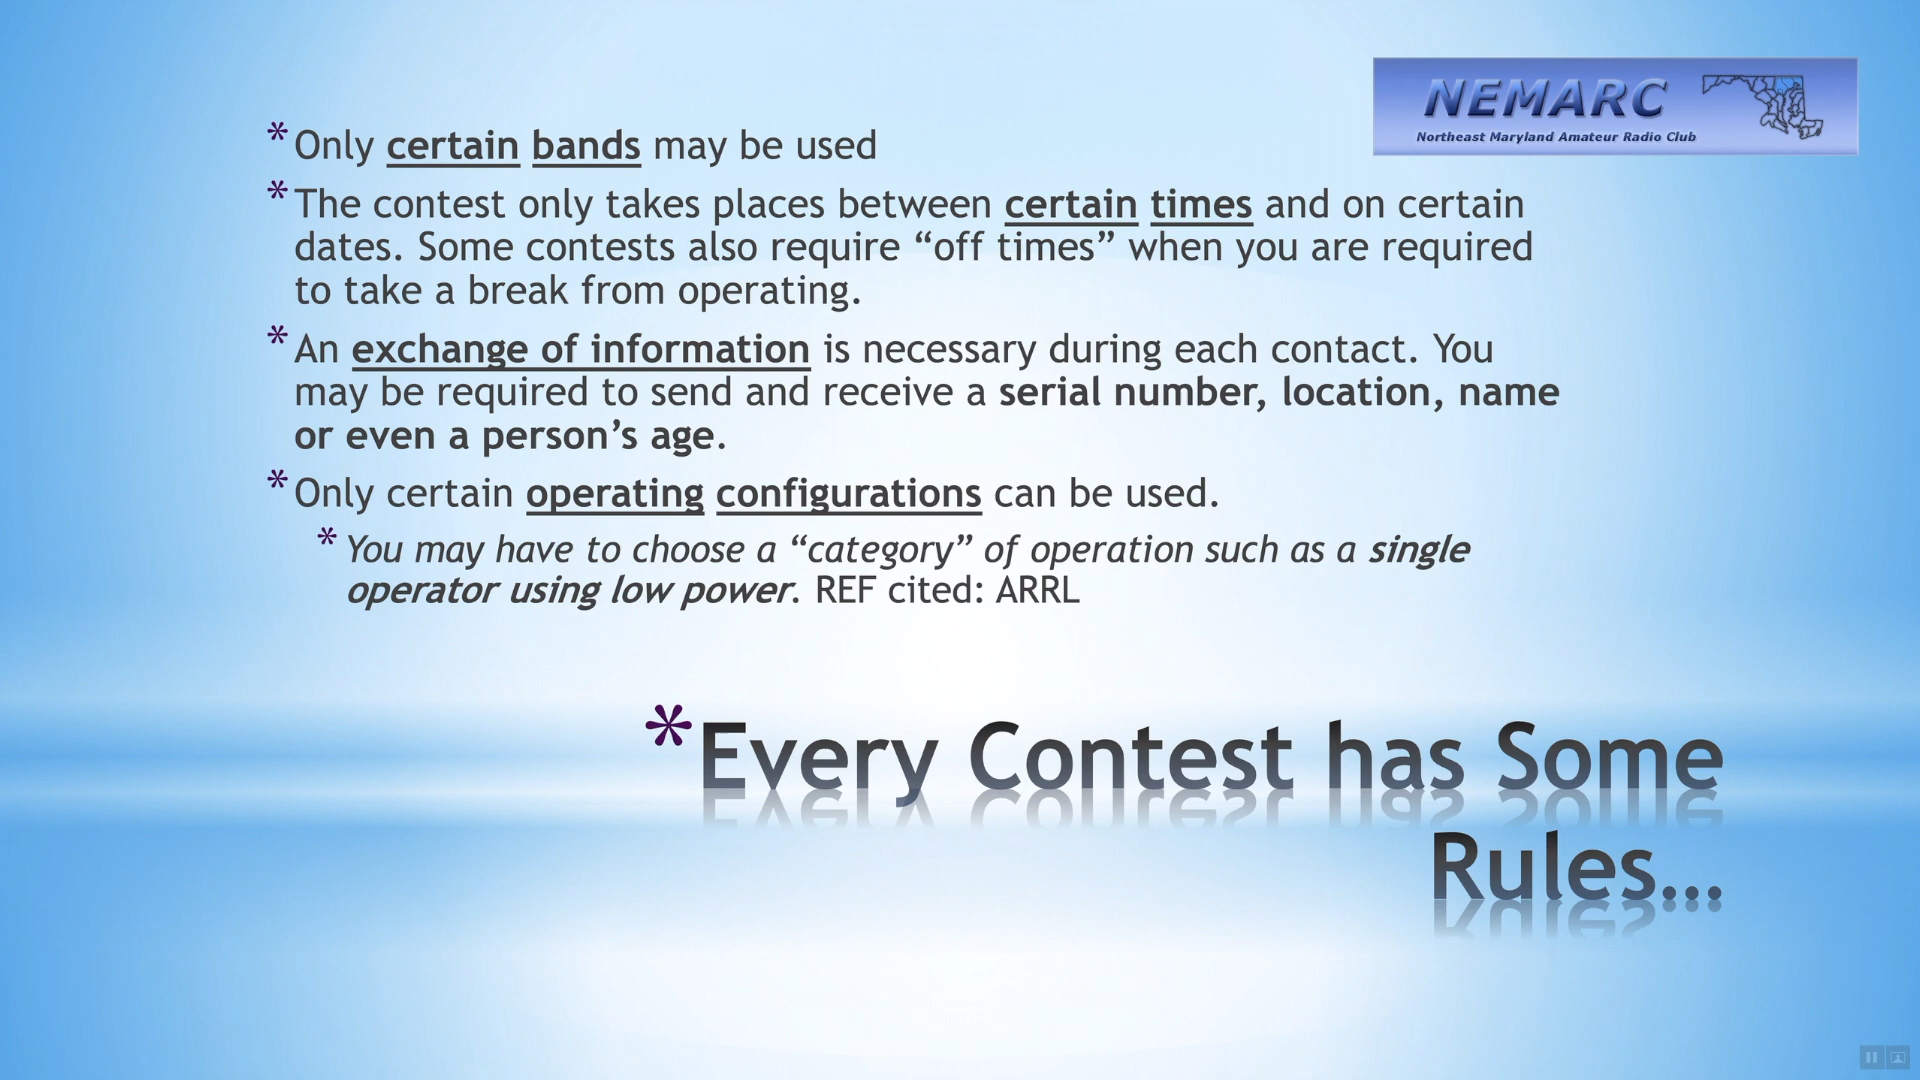 NEMARC
Northeast Maryland Amateur Radio Club
* Only certain bands may be used
* The contest only takes places between certain times and on certain
dates. Some contests also require “off times” when you are required
to take a break from operating.
* An exchange of information is necessary during each contact. You
may be required to send and receive a serial number, location, name
or even a person’s age.
* Only certain operating configurations can be used.
* You may have to choose a “category” of operation such as a single
operator using low power. REF cited: ARRL
* Every Contest has Some
Rules…